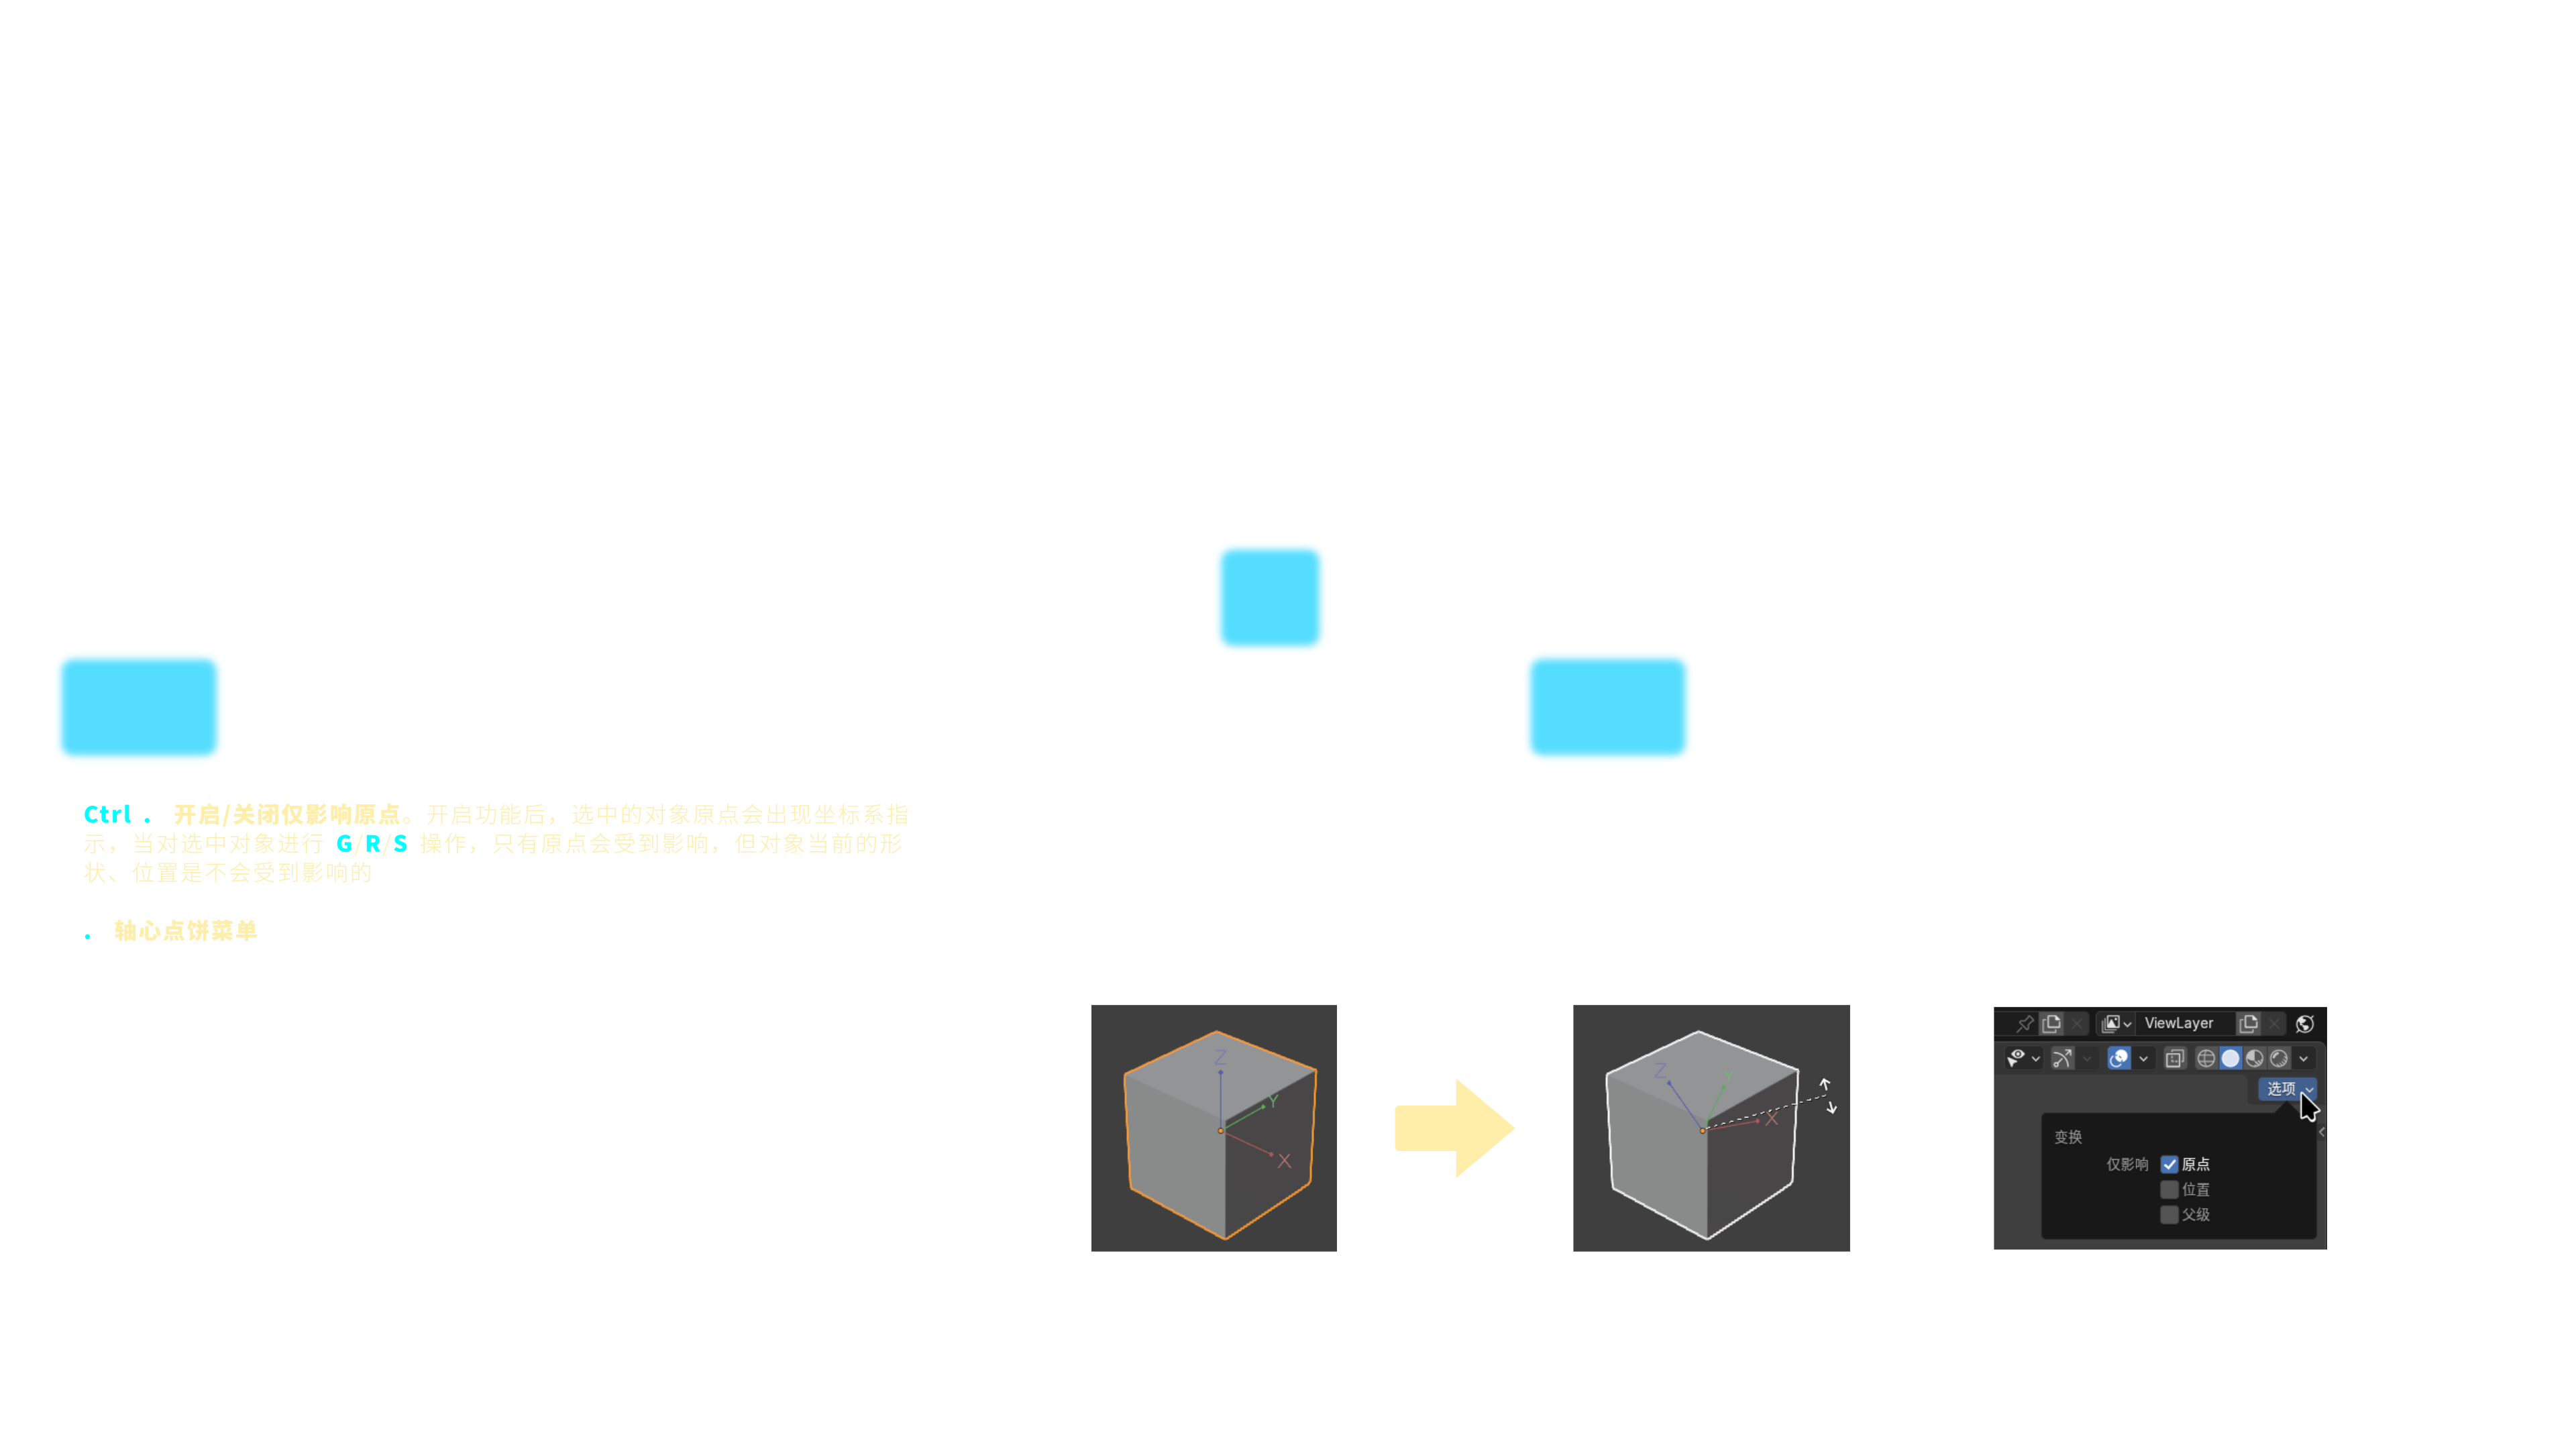 Ctrl . 开启/关闭仅影响原点。开启功能后，选中的对象原点会出现坐标系指
示，当对选中对象进行 G/R/S 操作，只有原点会受到影响，但对象当前的形
状、位置是不会受到影响的
. 轴心点饼菜单
Z
Y
X
Z
Y
X
ViewLayer
选项
变换
仅影响 原点
位置
父级